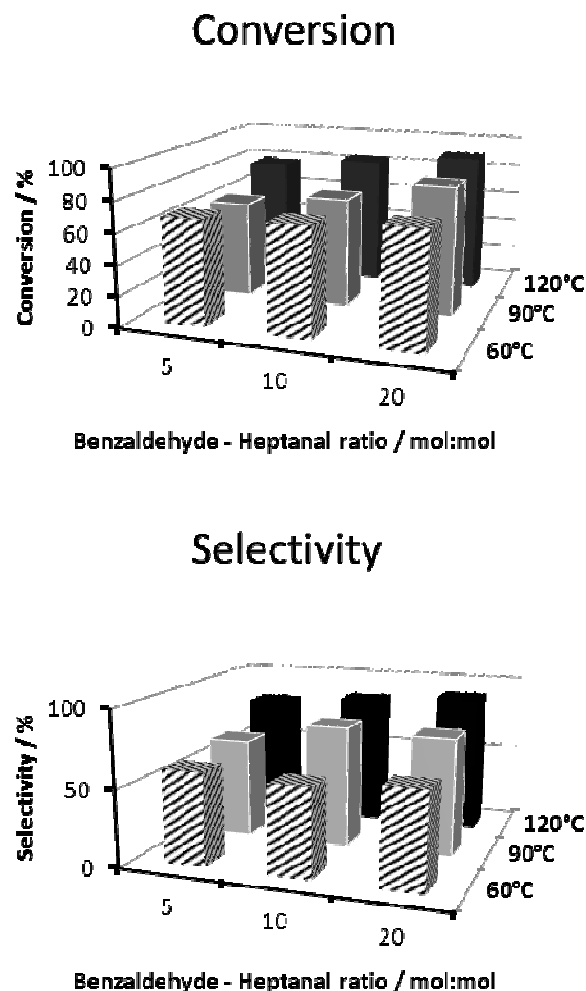 Conversion
Conversion / %
100
80
60
40
20
0
5
10
20
120°C
90°C
60°C
Benzaldehyde - Heptanal ratio / mol:mol
Selectivity
Selectivity / %
100
50
0
5
10
20
120°C
90°C
60°C
Benzaldehyde - Heptanal ratio / mol:mol